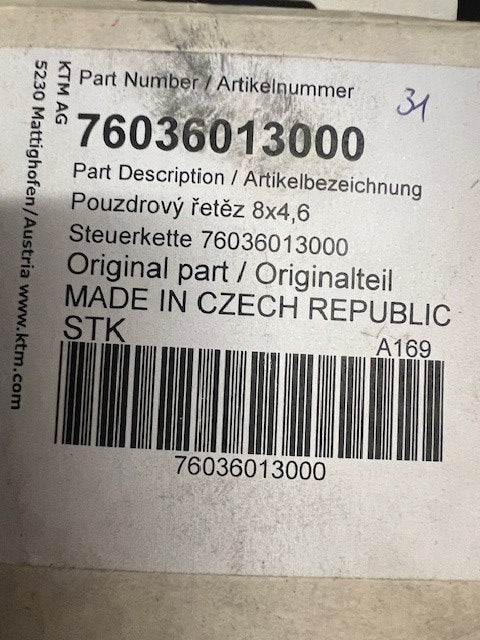 KTM AG
5230 Mattighofen/Austria www.ktm.com
Part Number / Artikelnummer
31
76036013000
Part Description / Artikelbezeichnung
Pouzdrový řetěz 8x4,6
Steuerkette 76036013000
Original part / Originalteil
MADE IN CZECH REPUBLIC
STK
A169
76036013000